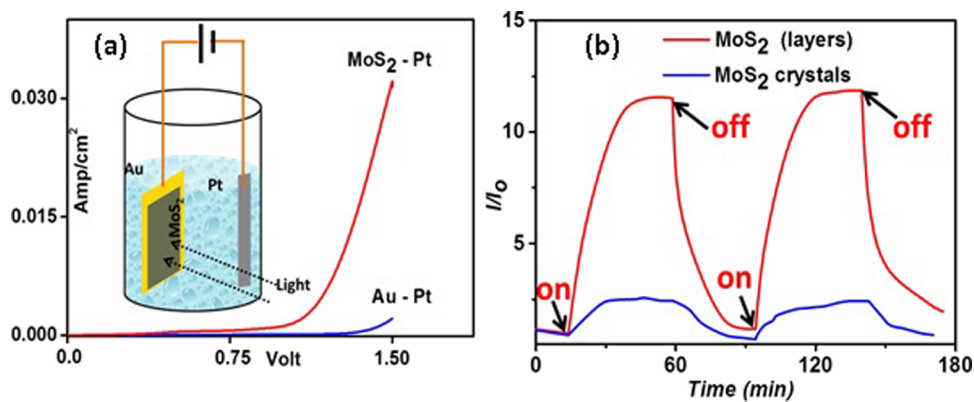 (a)
MoS2 - Pt
0.030
Amp/cm2
Au
Pt
MoS2
0.015
Light
Au - Pt
0.000
0.0
0.75
1.50
Volt
(b)
15
MoS2 (layers)
MoS2 crystals
off
off
10
I/Io
5
on
on
0
60
120
180
Time (min)